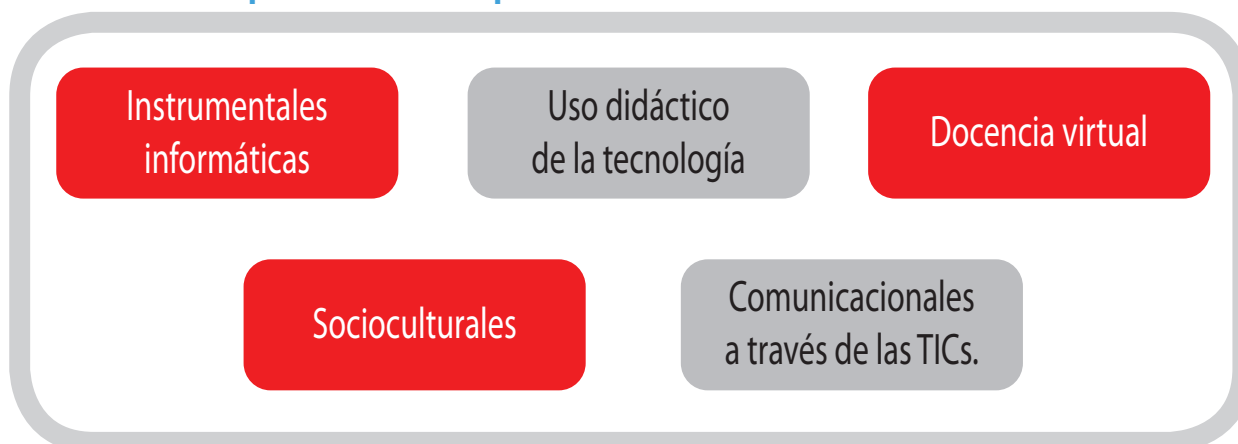 Instrumentales
informáticas
Uso didáctico
de la tecnología
Docencia virtual
Socioculturales
Comunicacionales
a través de las TICs.